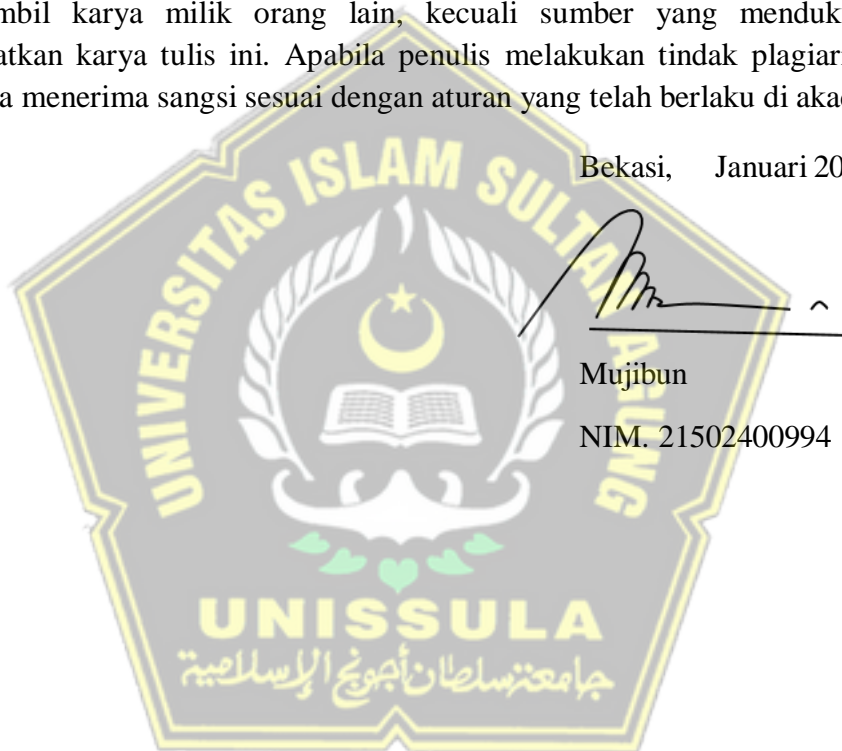 mbil karya milik orang lain, kecuali sumber yang menduk
atkan karya tulis ini. Apabila penulis melakukan tindak plagiari
a menerima sangsi sesuai dengan aturan yang telah berlaku di akad
Bekasi, Januari 20
Mujibun
NIM. 21502400994
UNIVERSITAS ISLAM SULTAN AGUNG
UNISSULA
جامعة سلطان أجونج الإسلامية